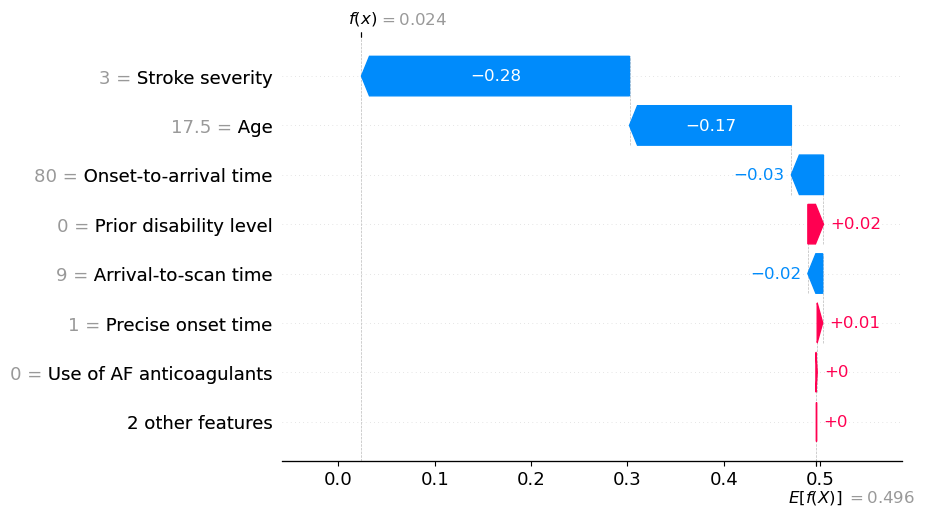 f(x) = 0.024
3 = Stroke severity
−0.28
17.5 = Age
−0.17
80 = Onset-to-arrival time
−0.03
0 = Prior disability level
+0.02
9 = Arrival-to-scan time
−0.02
1 = Precise onset time
+0.01
0 = Use of AF anticoagulants
+0
2 other features
+0
0.0 0.1 0.2 0.3 0.4 0.5
E[f(X)] = 0.496